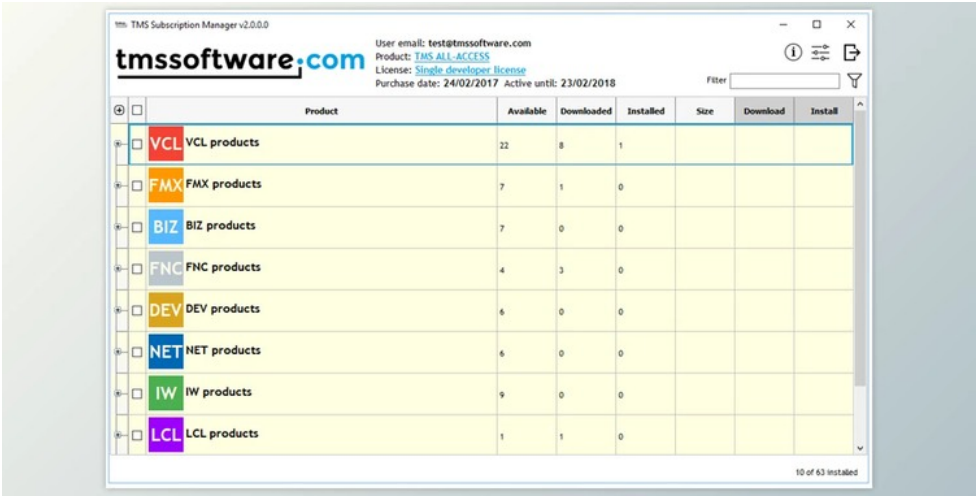 tms TMS Subscription Manager v2.0.0.0
tmssoftware.com
User email: test@tmssoftware.com
Product: TMS ALL-ACCESS
License: Single developer license
Purchase date: 24/02/2017 Active until: 23/02/2018
Filter
Product Available Downloaded Installed Size Download Install
VCL VCL products 22 8 1
FMX FMX products 7 1 0
BIZ BIZ products 7 0 0
FNC FNC products 4 3 0
DEV DEV products 6 0 0
NET NET products 6 0 0
IW IW products 9 0 0
LCL LCL products 1 1 0
10 of 63 installed